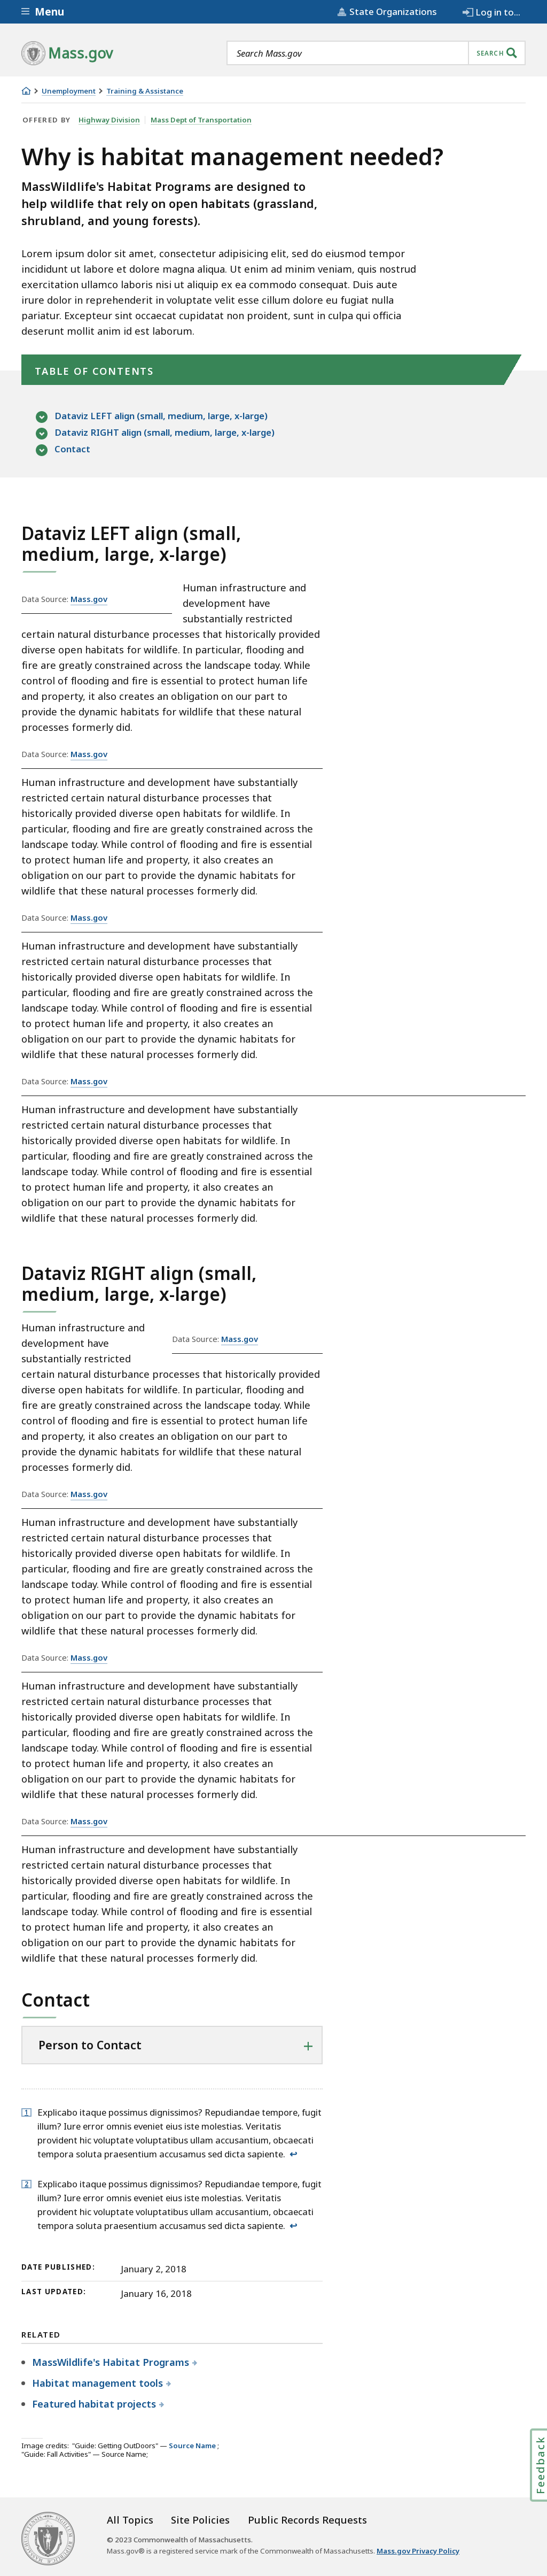 Menu
State Organizations
Log in to...
Mass.gov
Search Mass.gov
SEARCH
Unemployment
Training & Assistance
OFFERED BY Highway Division Mass Dept of Transportation
Why is habitat management needed?
MassWildlife's Habitat Programs are designed to
help wildlife that rely on open habitats (grassland,
shrubland, and young forests).
Lorem ipsum dolor sit amet, consectetur adipisicing elit, sed do eiusmod tempor
incididunt ut labore et dolore magna aliqua. Ut enim ad minim veniam, quis nostrud
exercitation ullamco laboris nisi ut aliquip ex ea commodo consequat. Duis aute
irure dolor in reprehenderit in voluptate velit esse cillum dolore eu fugiat nulla
pariatur. Excepteur sint occaecat cupidatat non proident, sunt in culpa qui officia
deserunt mollit anim id est laborum.
TABLE OF CONTENTS
Dataviz LEFT align (small, medium, large, x-large)
Dataviz RIGHT align (small, medium, large, x-large)
Contact
Dataviz LEFT align (small,
medium, large, x-large)
Data Source: Mass.gov
Human infrastructure and
development have
substantially restricted
certain natural disturbance processes that historically provided
diverse open habitats for wildlife. In particular, flooding and
fire are greatly constrained across the landscape today. While
control of flooding and fire is essential to protect human life
and property, it also creates an obligation on our part to
provide the dynamic habitats for wildlife that these natural
processes formerly did.
Data Source: Mass.gov
Human infrastructure and development have substantially
restricted certain natural disturbance processes that
historically provided diverse open habitats for wildlife. In
particular, flooding and fire are greatly constrained across the
landscape today. While control of flooding and fire is essential
to protect human life and property, it also creates an
obligation on our part to provide the dynamic habitats for
wildlife that these natural processes formerly did.
Data Source: Mass.gov
Human infrastructure and development have substantially
restricted certain natural disturbance processes that
historically provided diverse open habitats for wildlife. In
particular, flooding and fire are greatly constrained across the
landscape today. While control of flooding and fire is essential
to protect human life and property, it also creates an
obligation on our part to provide the dynamic habitats for
wildlife that these natural processes formerly did.
Data Source: Mass.gov
Human infrastructure and development have substantially
restricted certain natural disturbance processes that
historically provided diverse open habitats for wildlife. In
particular, flooding and fire are greatly constrained across the
landscape today. While control of flooding and fire is essential
to protect human life and property, it also creates an
obligation on our part to provide the dynamic habitats for
wildlife that these natural processes formerly did.
Dataviz RIGHT align (small,
medium, large, x-large)
Data Source: Mass.gov
Human infrastructure and
development have
substantially restricted
certain natural disturbance processes that historically provided
diverse open habitats for wildlife. In particular, flooding and
fire are greatly constrained across the landscape today. While
control of flooding and fire is essential to protect human life
and property, it also creates an obligation on our part to
provide the dynamic habitats for wildlife that these natural
processes formerly did.
Data Source: Mass.gov
Human infrastructure and development have substantially
restricted certain natural disturbance processes that
historically provided diverse open habitats for wildlife. In
particular, flooding and fire are greatly constrained across the
landscape today. While control of flooding and fire is essential
to protect human life and property, it also creates an
obligation on our part to provide the dynamic habitats for
wildlife that these natural processes formerly did.
Data Source: Mass.gov
Human infrastructure and development have substantially
restricted certain natural disturbance processes that
historically provided diverse open habitats for wildlife. In
particular, flooding and fire are greatly constrained across the
landscape today. While control of flooding and fire is essential
to protect human life and property, it also creates an
obligation on our part to provide the dynamic habitats for
wildlife that these natural processes formerly did.
Data Source: Mass.gov
Human infrastructure and development have substantially
restricted certain natural disturbance processes that
historically provided diverse open habitats for wildlife. In
particular, flooding and fire are greatly constrained across the
landscape today. While control of flooding and fire is essential
to protect human life and property, it also creates an
obligation on our part to provide the dynamic habitats for
wildlife that these natural processes formerly did.
Contact
Person to Contact
1 Explicabo itaque possimus dignissimos? Repudiandae tempore, fugit
illum? Iure error omnis eveniet eius iste molestias. Veritatis
provident hic voluptate voluptatibus ullam accusantium, obcaecati
tempora soluta praesentium accusamus sed dicta sapiente. ↩
2 Explicabo itaque possimus dignissimos? Repudiandae tempore, fugit
illum? Iure error omnis eveniet eius iste molestias. Veritatis
provident hic voluptate voluptatibus ullam accusantium, obcaecati
tempora soluta praesentium accusamus sed dicta sapiente. ↩
DATE PUBLISHED: January 2, 2018
LAST UPDATED: January 16, 2018
RELATED
MassWildlife's Habitat Programs
Habitat management tools
Featured habitat projects
Image credits: "Guide: Getting OutDoors" — Source Name ;
"Guide: Fall Activities" — Source Name;
Feedback
All Topics Site Policies Public Records Requests
© 2023 Commonwealth of Massachusetts.
Mass.gov® is a registered service mark of the Commonwealth of Massachusetts. Mass.gov Privacy Policy